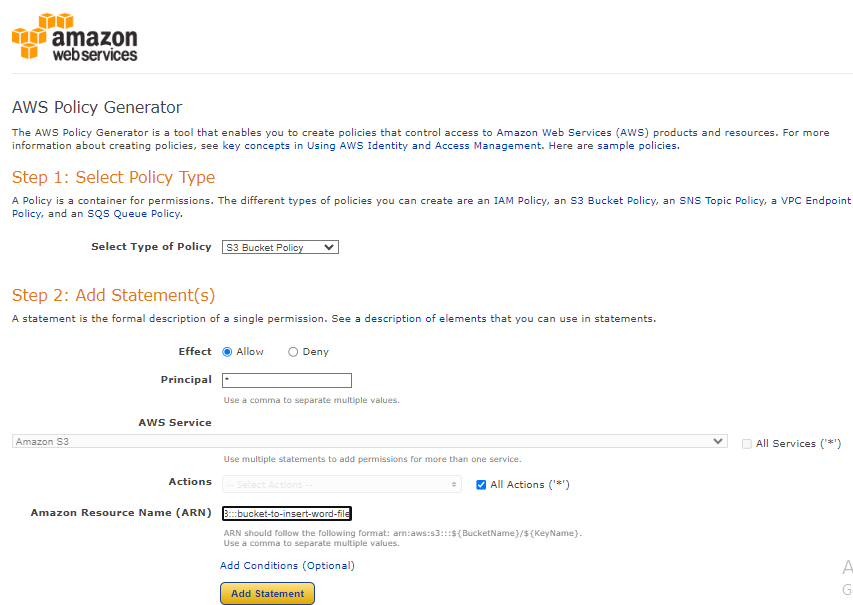 amazon
webservices
AWS Policy Generator
The AWS Policy Generator is a tool that enables you to create policies that control access to Amazon Web Services (AWS) products and resources. For more
information about creating policies, see key concepts in Using AWS Identity and Access Management. Here are sample policies.
Step 1: Select Policy Type
A Policy is a container for permissions. The different types of policies you can create are an IAM Policy, an S3 Bucket Policy, an SNS Topic Policy, a VPC Endpoint
Policy, and an SQS Queue Policy.
Select Type of Policy S3 Bucket Policy
Step 2: Add Statement(s)
A statement is the formal description of a single permission. See a description of elements that you can use in statements.
Effect Allow Deny
Principal *
Use a comma to separate multiple values.
AWS Service
Amazon S3 All Services ('*')
Use multiple statements to add permissions for more than one service.
Actions -- Select Actions -- All Actions ('*')
Amazon Resource Name (ARN) 3:::bucket-to-insert-word-file
ARN should follow the following format: arn:aws:s3:::${BucketName}/${KeyName}.
Use a comma to separate multiple values.
Add Conditions (Optional)
Add Statement